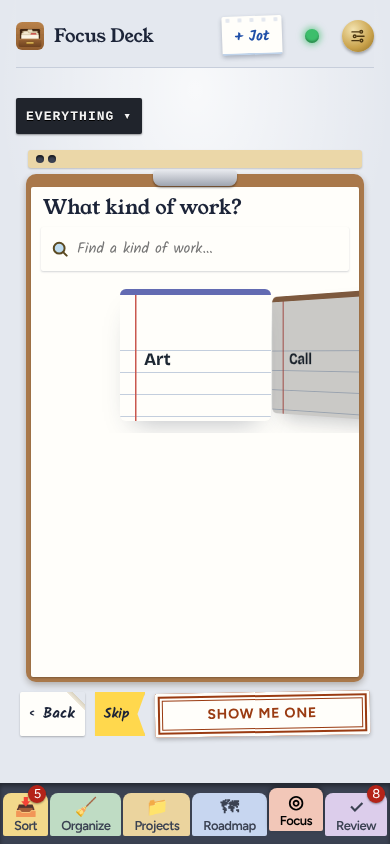 Focus Deck
+ Jot
EVERYTHING ▾
What kind of work?
Find a kind of work...
Art
Call
< Back
Skip
SHOW ME ONE
5
8
Sort
Organize
Projects
Roadmap
Focus
Review